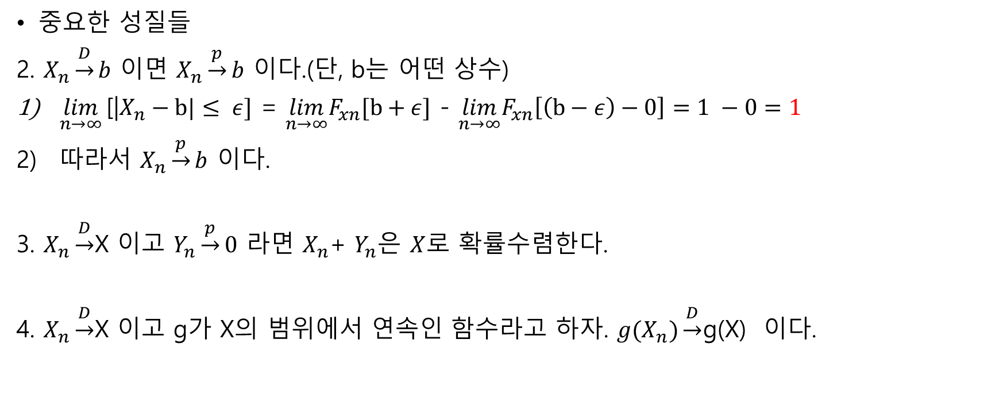 • 중요한 성질들
2. $X_n \xrightarrow{D} b$ 이면 $X_n \xrightarrow{p} b$ 이다.(단, b는 어떤 상수)
1) $\lim_{n \to \infty} [|X_n - \mathrm{b}| \leq \epsilon]$ = $\lim_{n \to \infty} F_{xn}[\mathrm{b} + \epsilon]$ - $\lim_{n \to \infty} F_{xn}[(\mathrm{b} - \epsilon) - 0] = 1 - 0 = 1$
2) 따라서 $X_n \xrightarrow{p} b$ 이다.
3. $X_n \xrightarrow{D}$X 이고 $Y_n \xrightarrow{p} 0$ 라면 $X_n$+ $Y_n$은 $X$로 확률수렴한다.
4. $X_n \xrightarrow{D}$X 이고 g가 X의 범위에서 연속인 함수라고 하자. $g(X_n) \xrightarrow{D}$g(X) 이다.